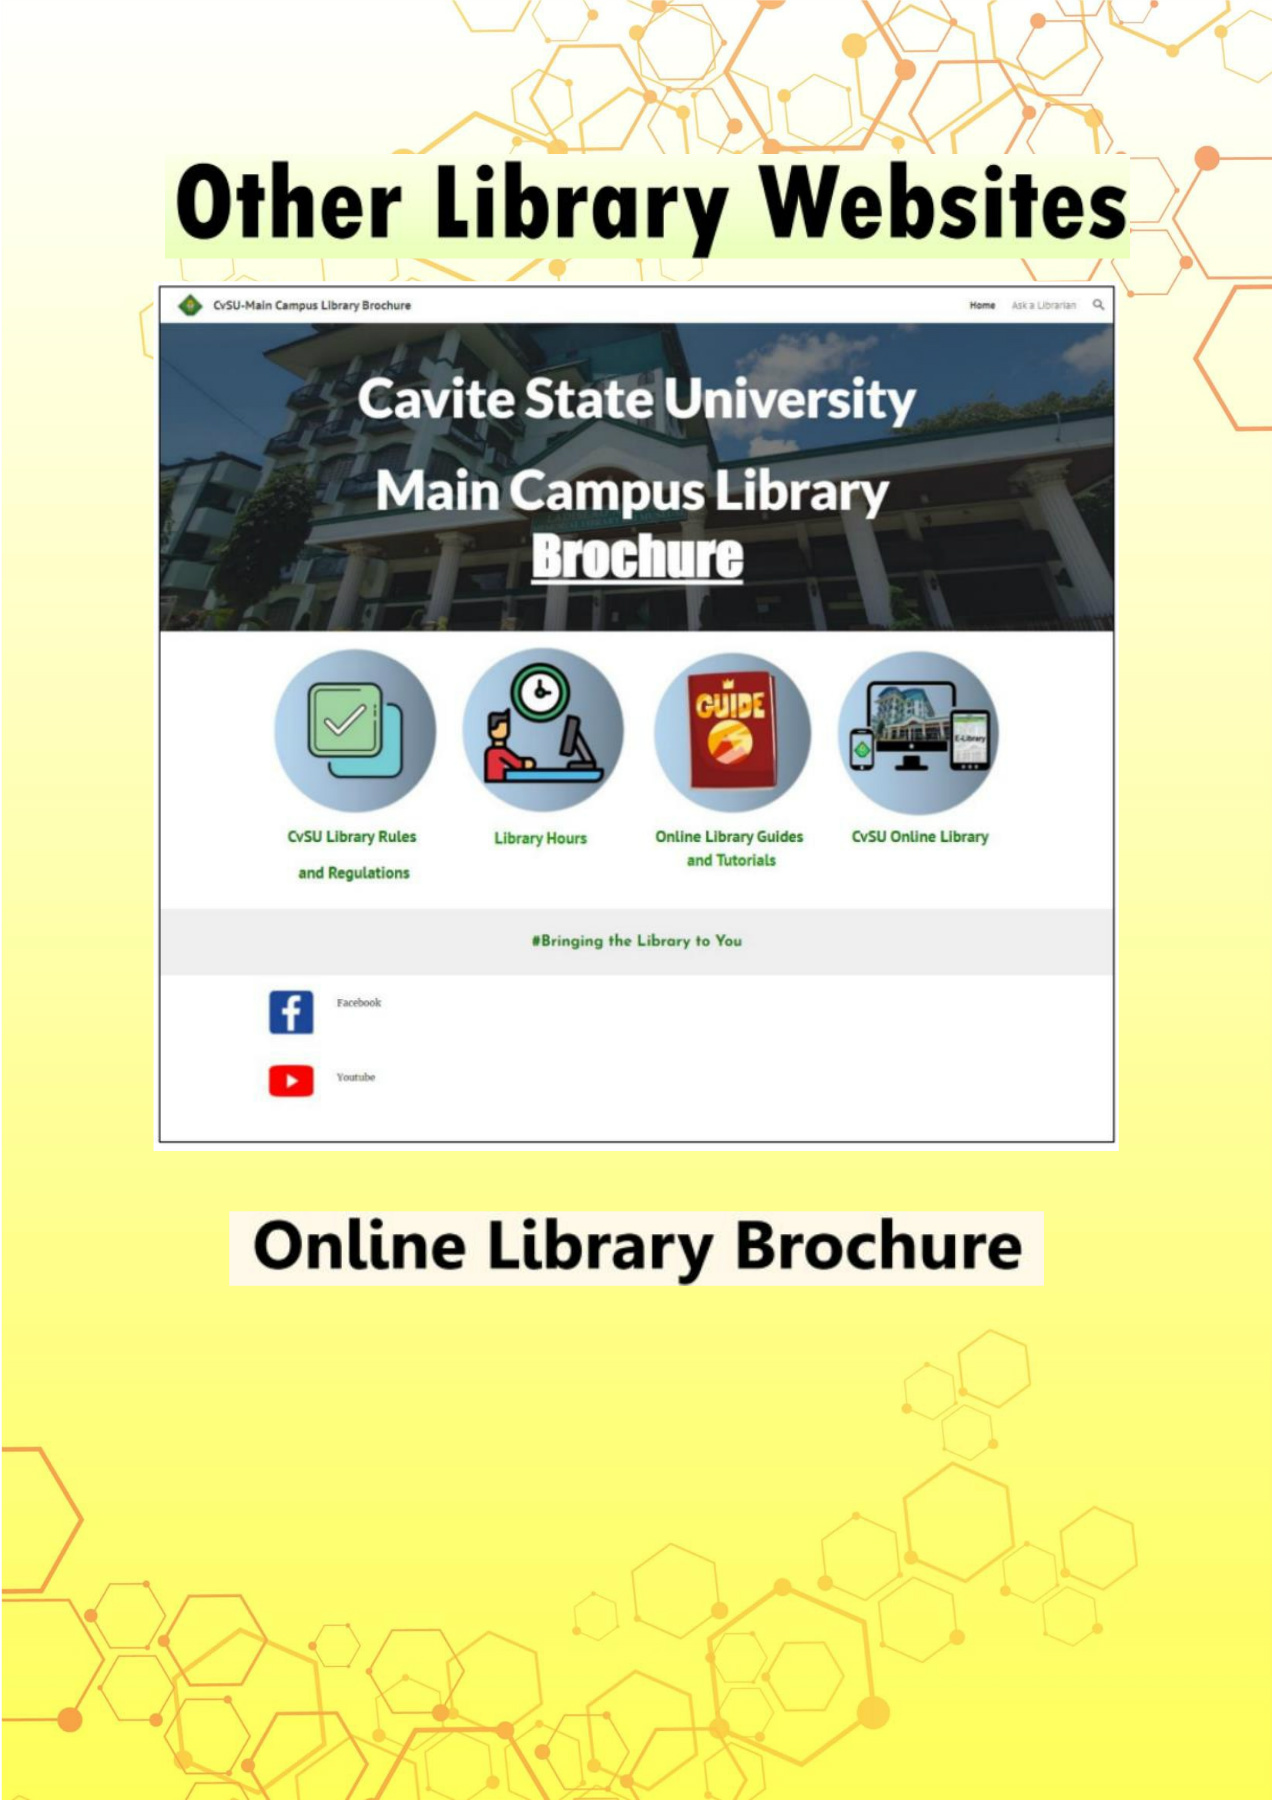 Other Library Websites
CvSU-Main Campus Library Brochure
Home Ask a Librarian
Cavite State University
Main Campus Library
Brochure
GUIDE
E-Library
CvSU Library Rules
and Regulations
Library Hours
Online Library Guides
and Tutorials
CvSU Online Library
#Bringing the Library to You
Facebook
Youtube
Online Library Brochure